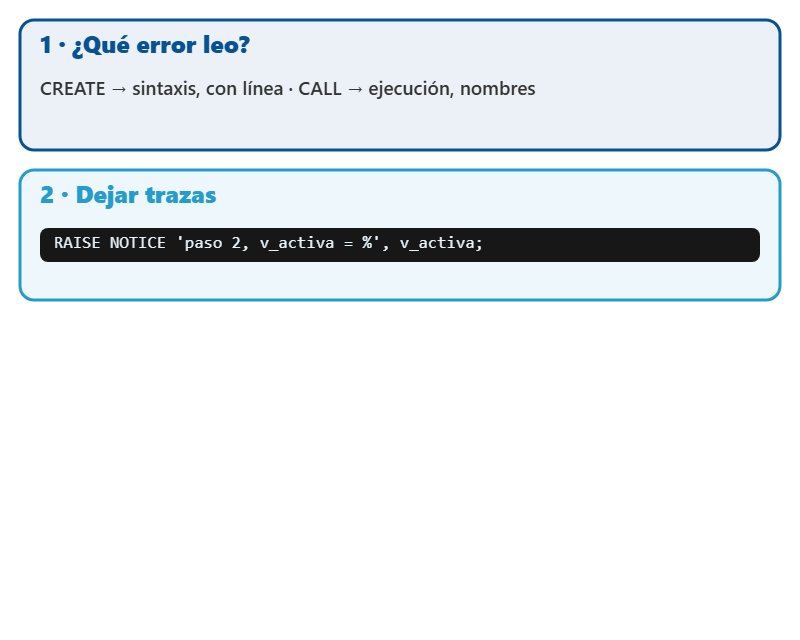 1 · ¿Qué error leo?
CREATE → sintaxis, con línea · CALL → ejecución, nombres
2 · Dejar trazas
RAISE NOTICE 'paso 2, v_activa = %', v_activa;